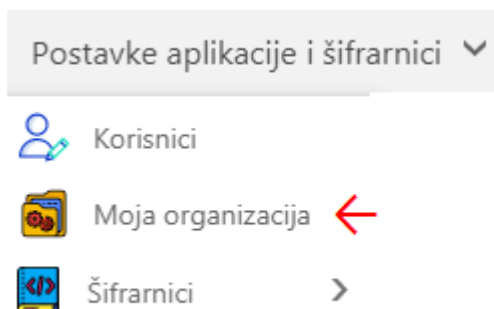 Postavke aplikacije i šifrarnici
Korisnici
Moja organizacija
Šifrarnici